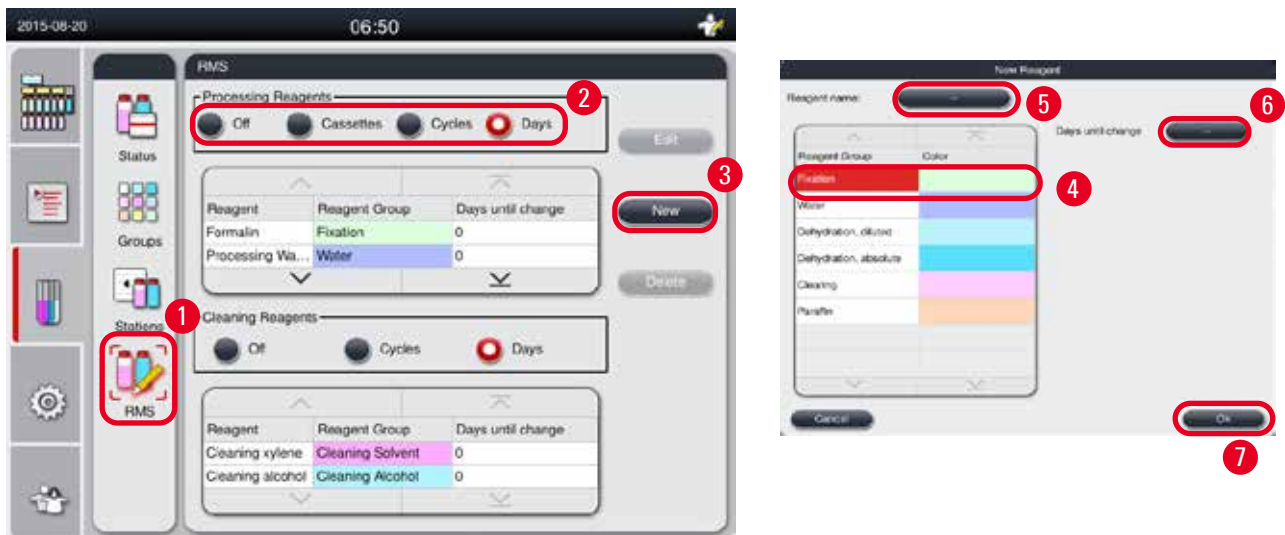 2015-08-20 06:50
RMS
Processing Reagents
Off Cassettes Cycles Days
2
Edit
Status
3
Reagent Reagent Group Days until change
New
Formalin Fixation 0
Groups
Processing Wa... Water 0
Delete
1
Stations
Cleaning Reagents
Off Cycles Days
RMS
Reagent Reagent Group Days until change
Cleaning xylene Cleaning Solvent 0
Cleaning alcohol Cleaning Alcohol 0
New Reagent
Reagent name: --
5
6
Days until change --
Reagent Group Color
Fixation
4
Water
Dehydration, diluted
Dehydration, absolute
Clearing
Paraffin
Cancel Ok
7